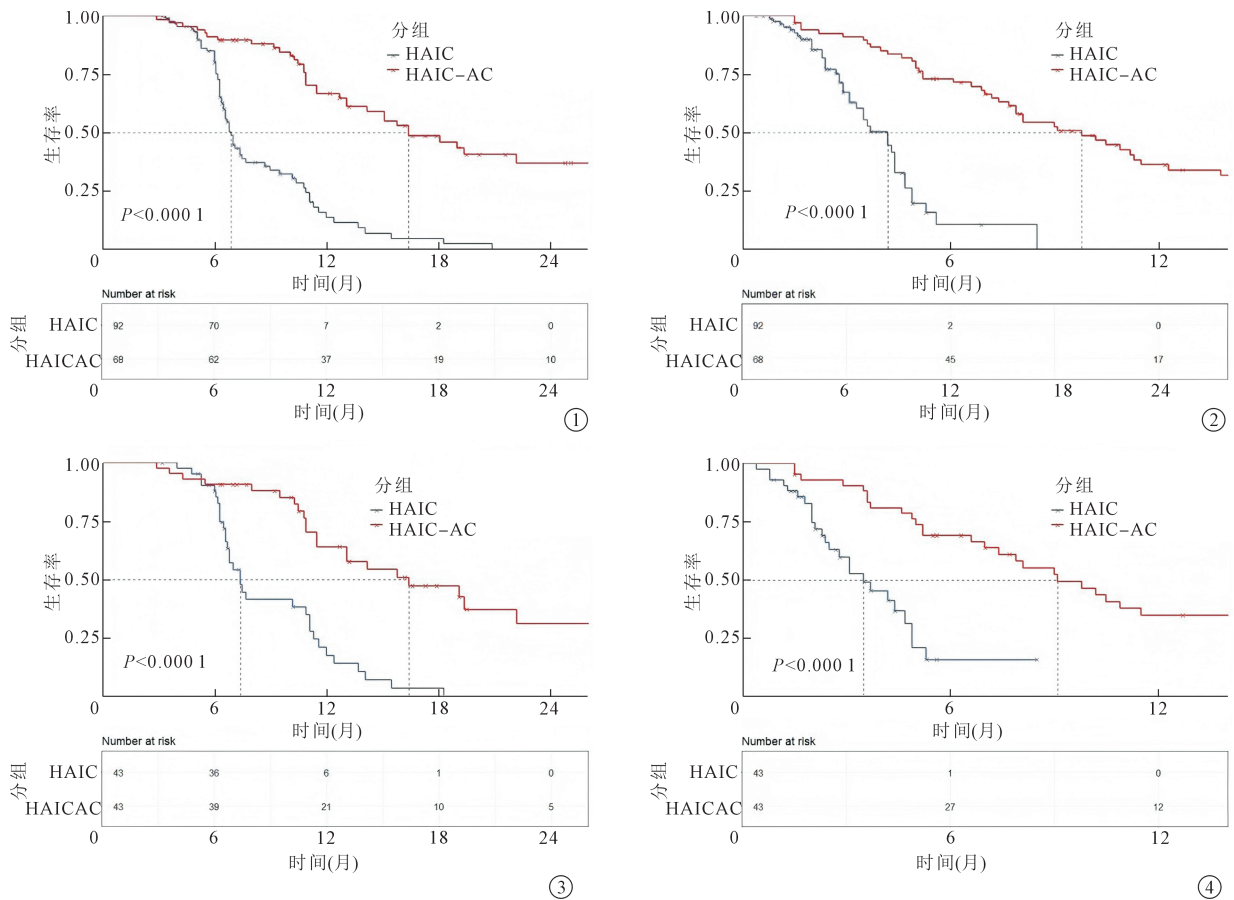 1.00
0.75
0.50
0.25
生存率
分组
HAIC
HAIC-AC
P<0.000 1
0 6 12 18 24
时间(月)
Number at risk
分组
HAIC 92 70 7 2 0
HAICAC 68 62 37 19 10
0 6 12 18 24
时间(月)
①
1.00
0.75
0.50
0.25
生存率
分组
HAIC
HAIC-AC
P<0.000 1
0 6 12
时间(月)
Number at risk
分组
HAIC 92 2 0
HAICAC 68 45 17
0 6 12 18 24
时间(月)
②
1.00
0.75
0.50
0.25
生存率
分组
HAIC
HAIC-AC
P<0.000 1
0 6 12 18 24
时间(月)
Number at risk
分组
HAIC 43 36 6 1 0
HAICAC 43 39 21 10 5
0 6 12 18 24
时间(月)
③
1.00
0.75
0.50
0.25
生存率
分组
HAIC
HAIC-AC
P<0.000 1
0 6 12
时间(月)
Number at risk
分组
HAIC 43 1 0
HAICAC 43 27 12
0 6 12
时间(月)
④